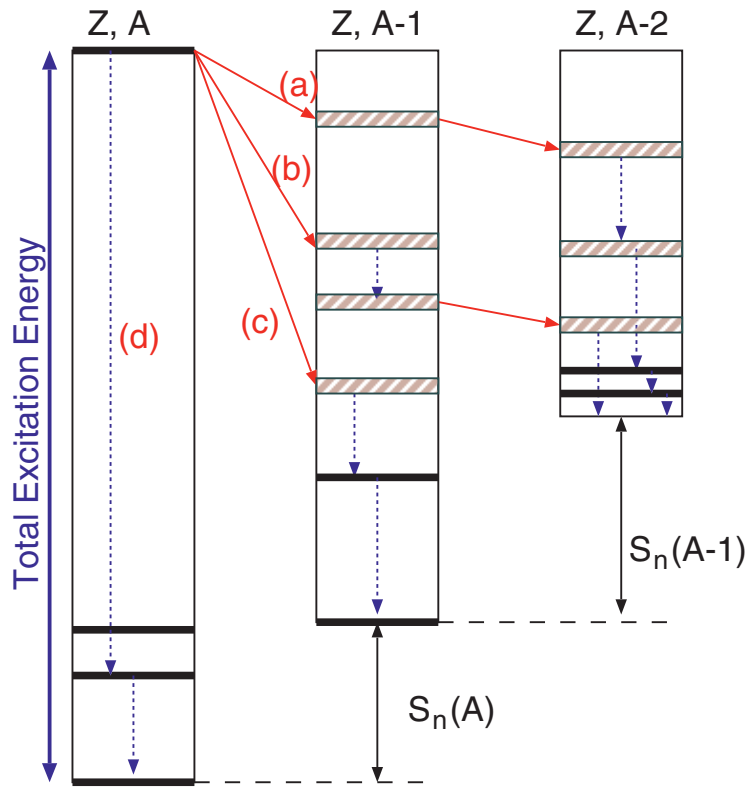 Z, A
Z, A-1
Z, A-2
(a)
(b)
(c)
(d)
Total Excitation Energy
Sn(A-1)
Sn(A)